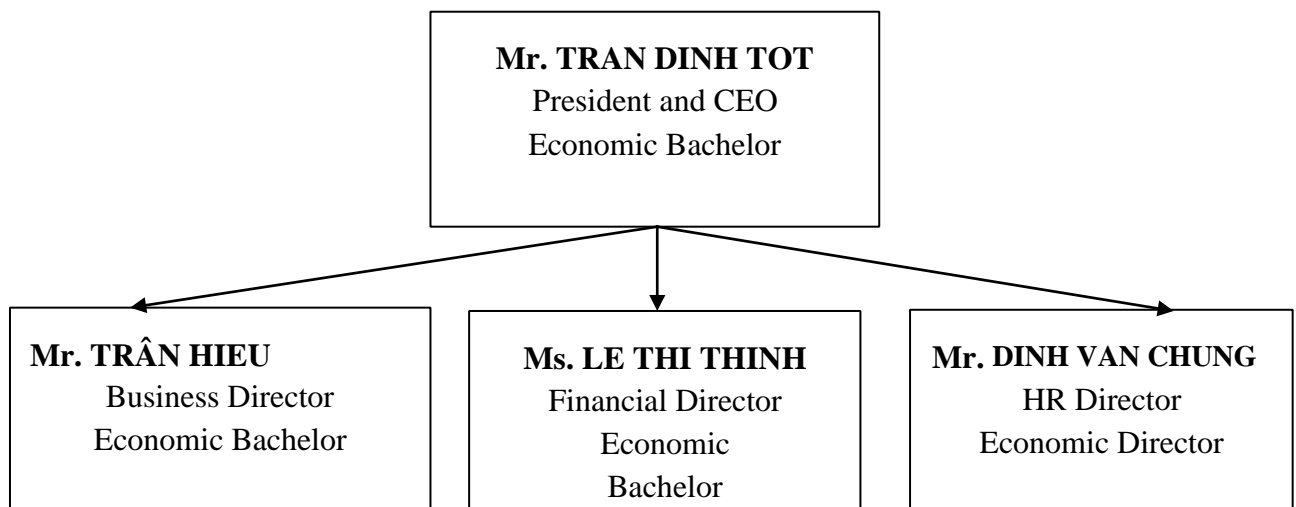 Mr. TRAN DINH TOT
President and CEO
Economic Bachelor
Mr. TRÂN HIEU
Business Director
Economic Bachelor
Ms. LE THI THINH
Financial Director
Economic
Bachelor
Mr. DINH VAN CHUNG
HR Director
Economic Director